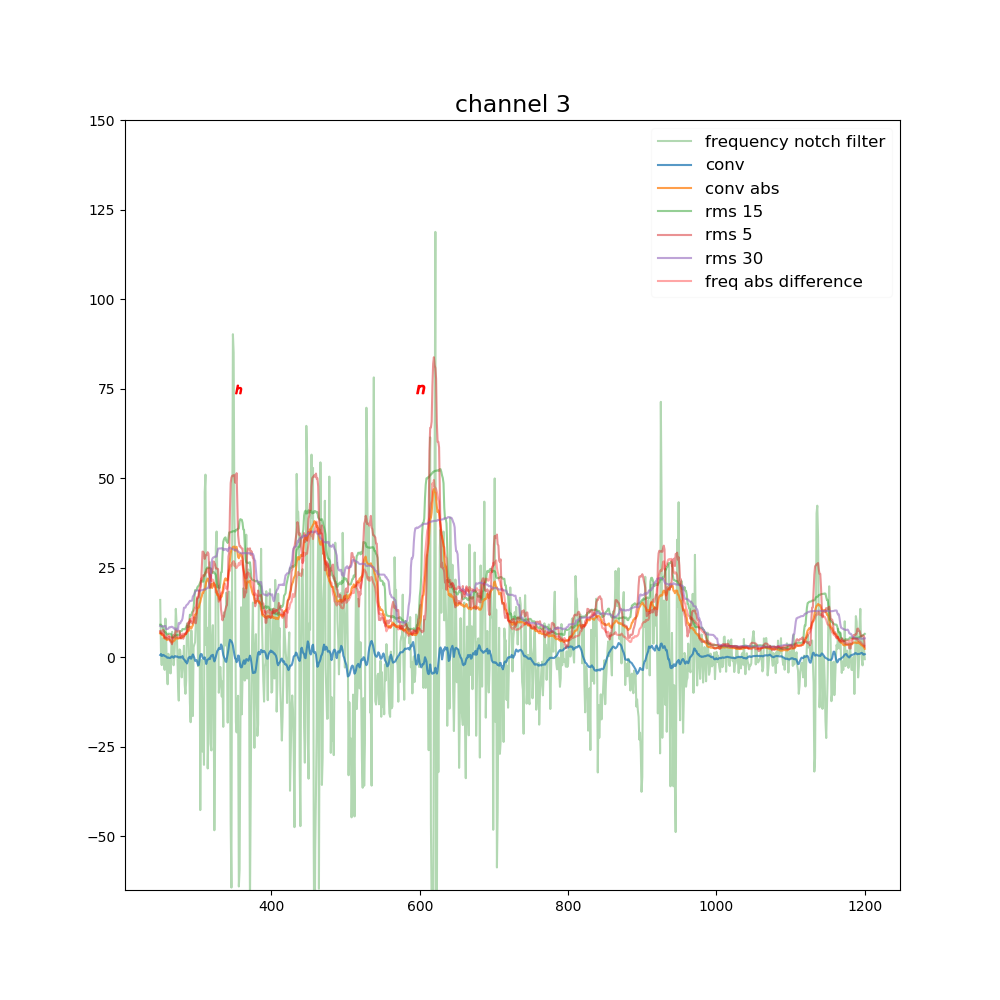 channel 3
150
125
100
75
50
25
0
−25
−50
400 600 800 1000 1200
frequency notch filter
conv
conv abs
rms 15
rms 5
rms 30
freq abs difference
h
n